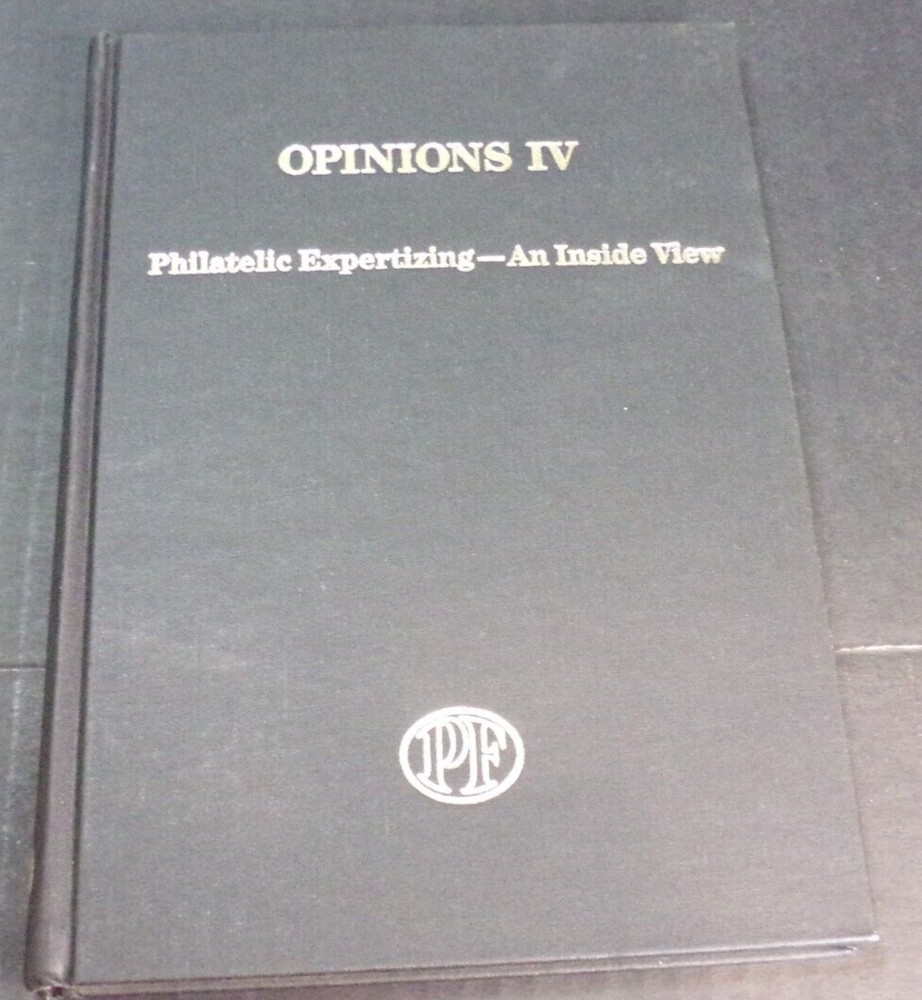 OPINIONS IV
Philatelic Expertizing—An Inside View
PF